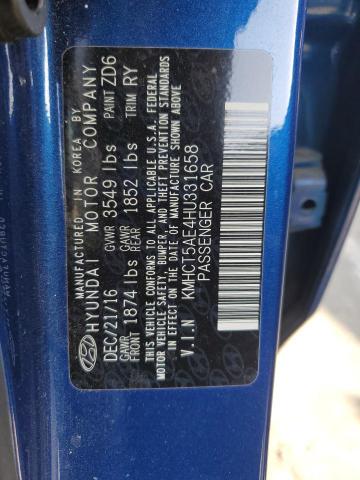 MANUFACTURED IN KOREA BY
HYUNDAI MOTOR COMPANY
DEC/21/16 GVWR 3549 lbs PAINT ZD6
GAWR FRONT 1874 lbs GAWR REAR 1852 lbs TRIM RY
THIS VEHICLE CONFORMS TO ALL APPLICABLE U.S.A. FEDERAL
MOTOR VEHICLE SAFETY, BUMPER, AND THEFT PREVENTION
STANDARDS IN EFFECT ON THE DATE OF MANUFACTURE SHOWN ABOVE.
V.I.N KMHCT5AE4HU331658
PASSENGER CAR